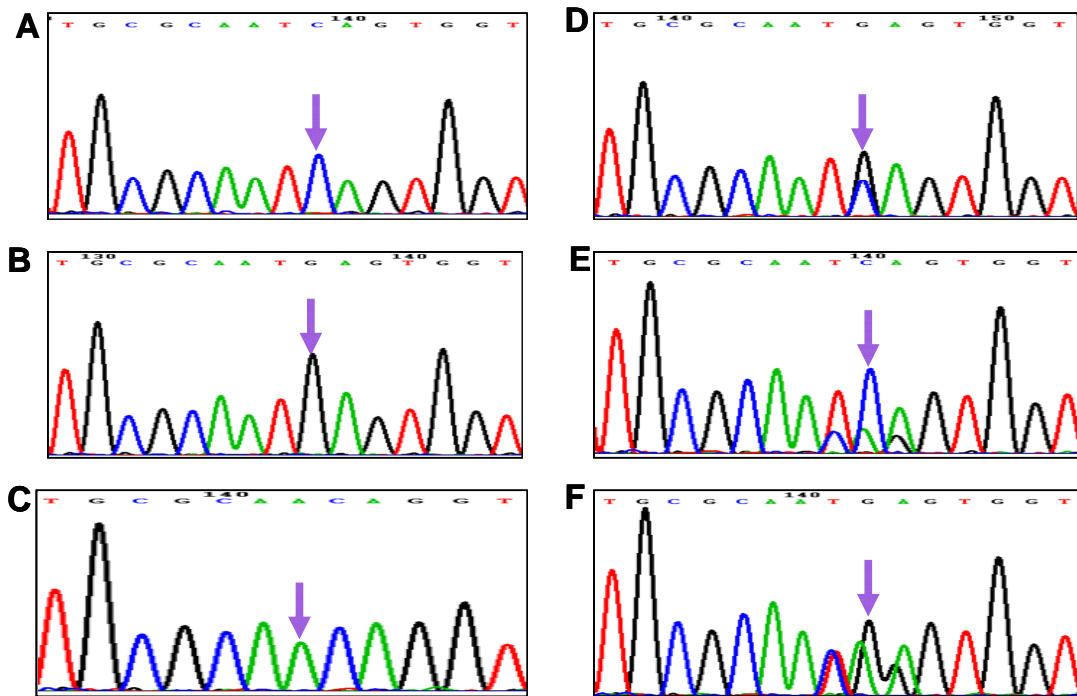 A
140
T G C G C A A T C A G T G G T
B
130 140
T G C G C A A T G A G T G G T
C
140
T G C G C A A C A G G T
D
140 150
T G C G C A A T G A G T G G T
E
140
T G C G C A A T C A G T G G T
F
140
T G C G C A A T G A G T G G T